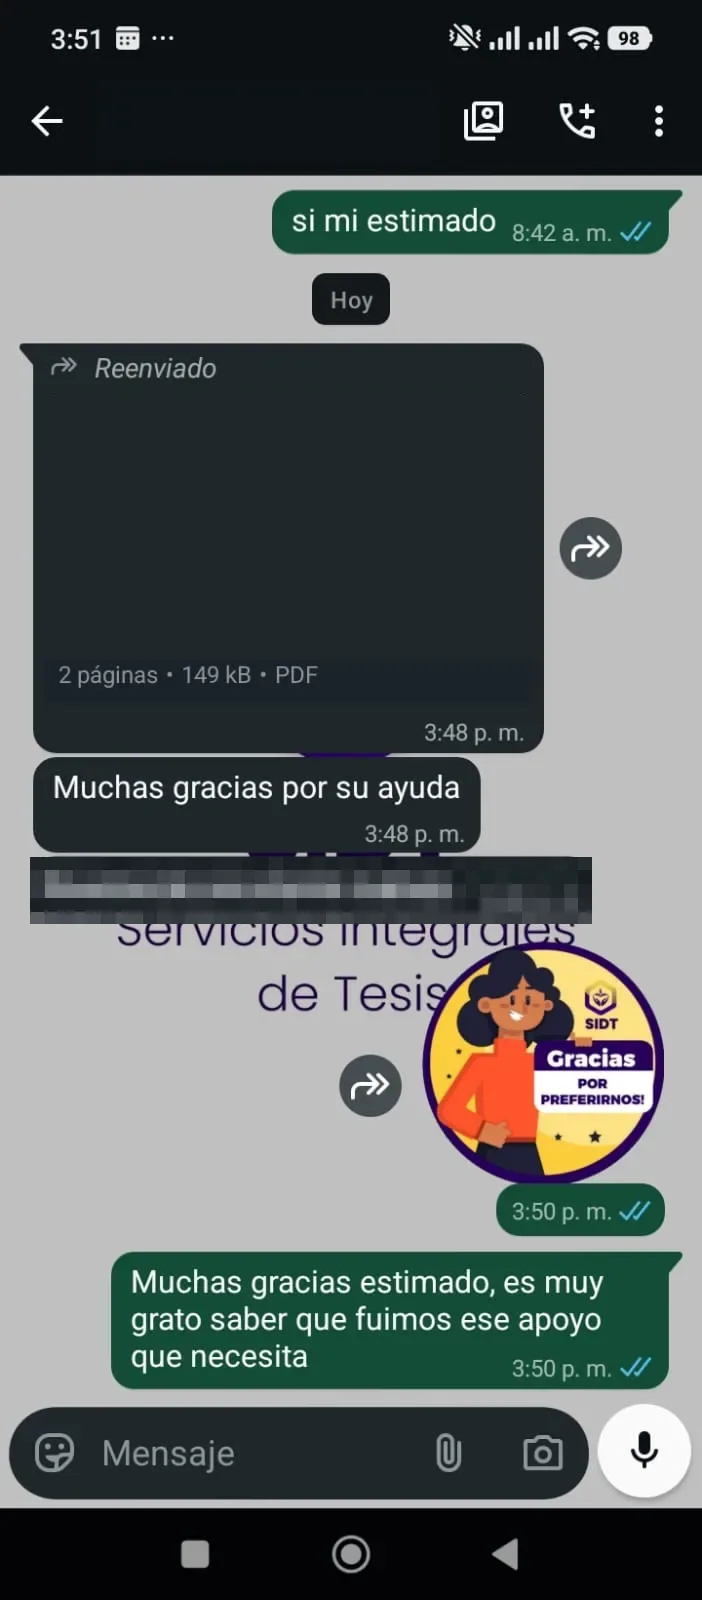 3:51
98
si mi estimado
8:42 a. m.
Hoy
Reenviado
2 páginas • 149 kB • PDF
3:48 p. m.
Muchas gracias por su ayuda
3:48 p. m.
Servicios Integrales
de Tesis
SIDT
Gracias
POR
PREFERIRNOS!
3:50 p. m.
Muchas gracias estimado, es muy
grato saber que fuimos ese apoyo
que necesita
3:50 p. m.
Mensaje